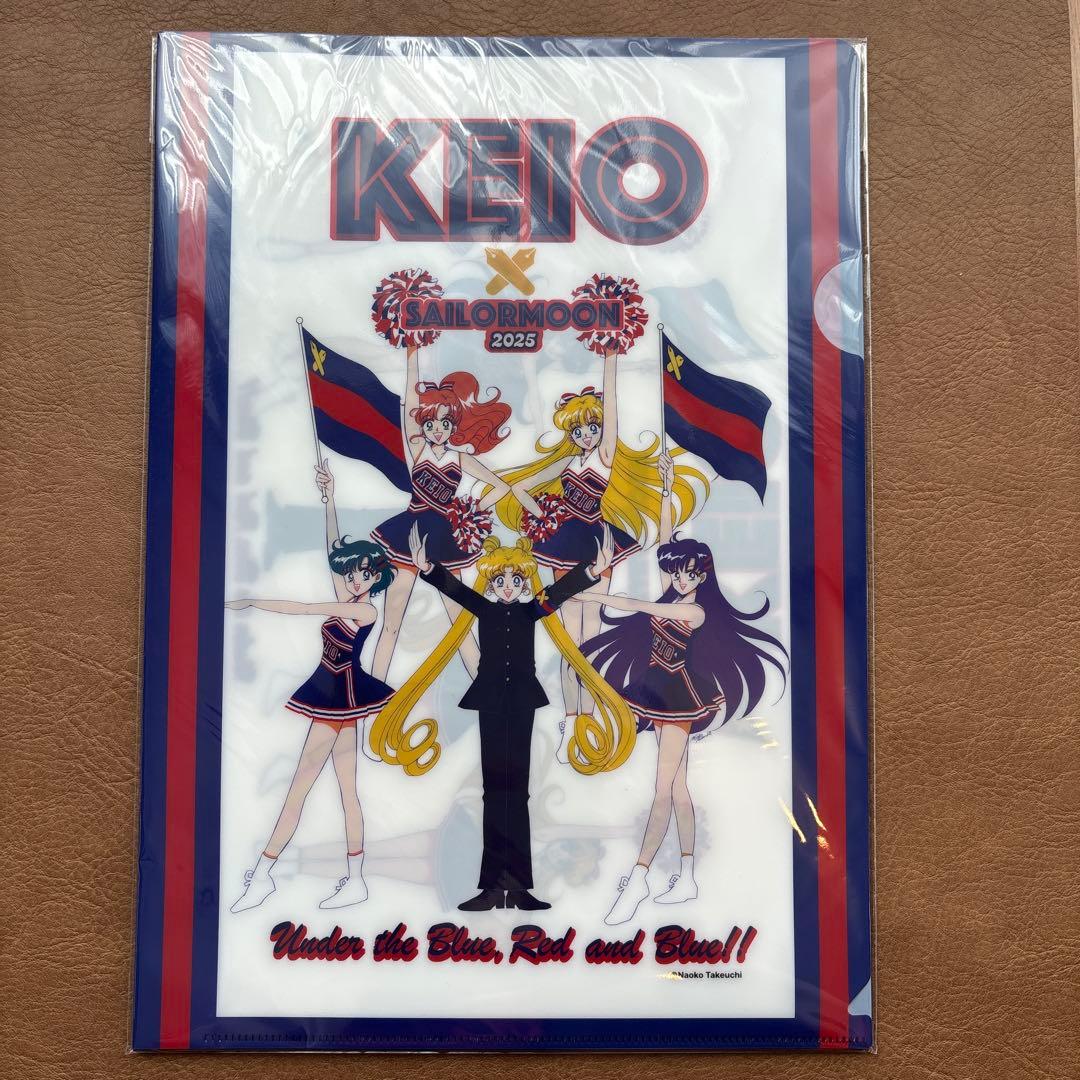 KEIO
SAILORMOON
2025
KEIO
KEIO
KEIO
KEIO
Under the Blue, Red and Blue!!
©Naoko Takeuchi